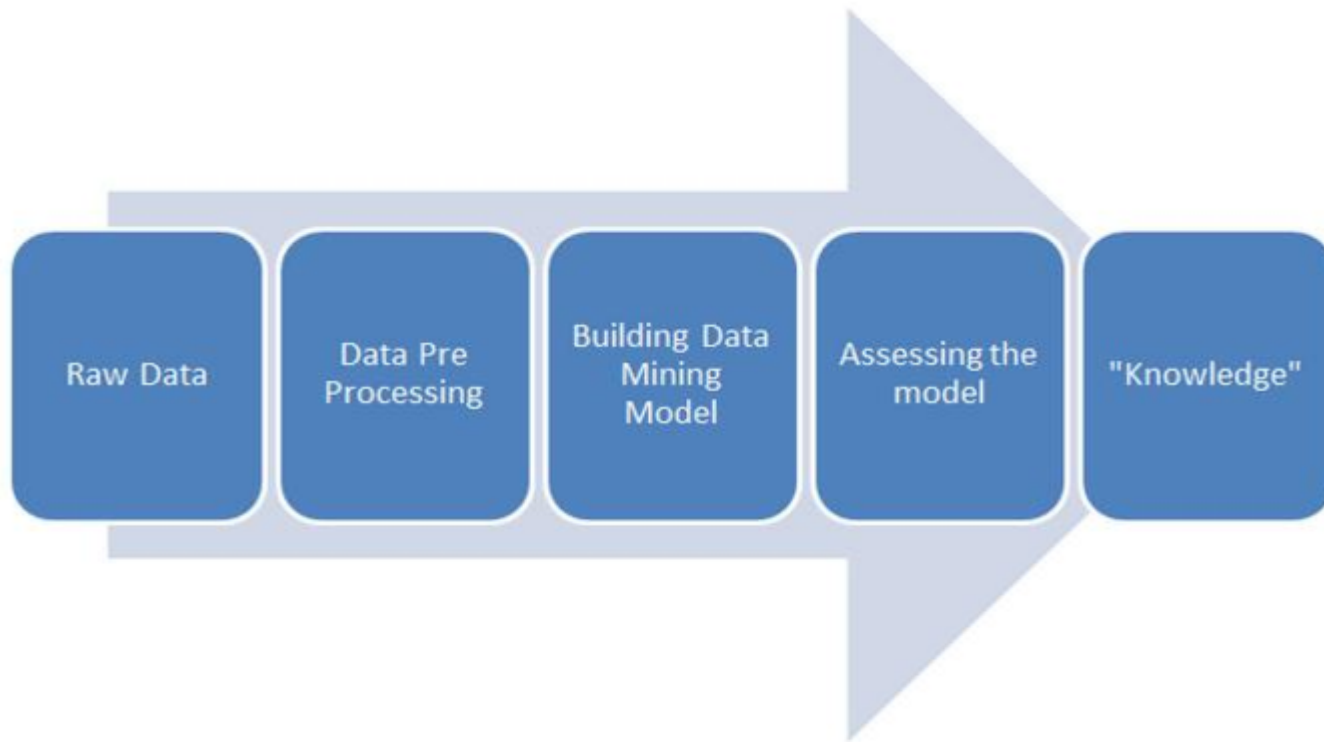 Raw Data
Data Pre
Processing
Building Data
Mining
Model
Assessing the
model
"Knowledge"